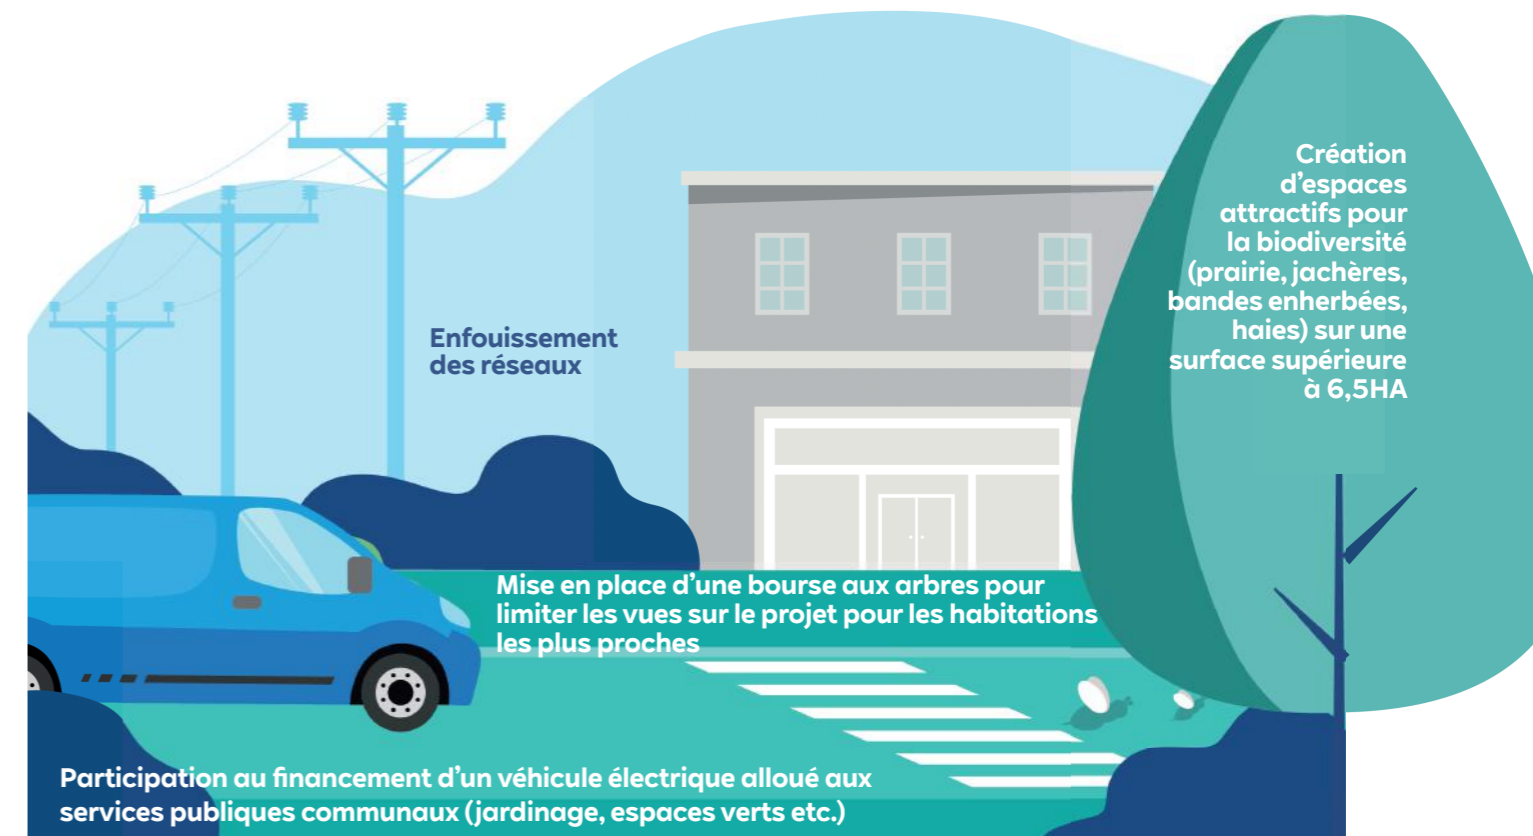 Création
d’espaces
attractifs pour
la biodiversité
(prairie, jachères,
bandes enherbées,
haies) sur une
surface supérieure
à 6,5HA
Enfouissement
des réseaux
Mise en place d’une bourse aux arbres pour
limiter les vues sur le projet pour les habitations
les plus proches
Participation au financement d’un véhicule électrique alloué aux
services publiques communaux (jardinage, espaces verts etc.)